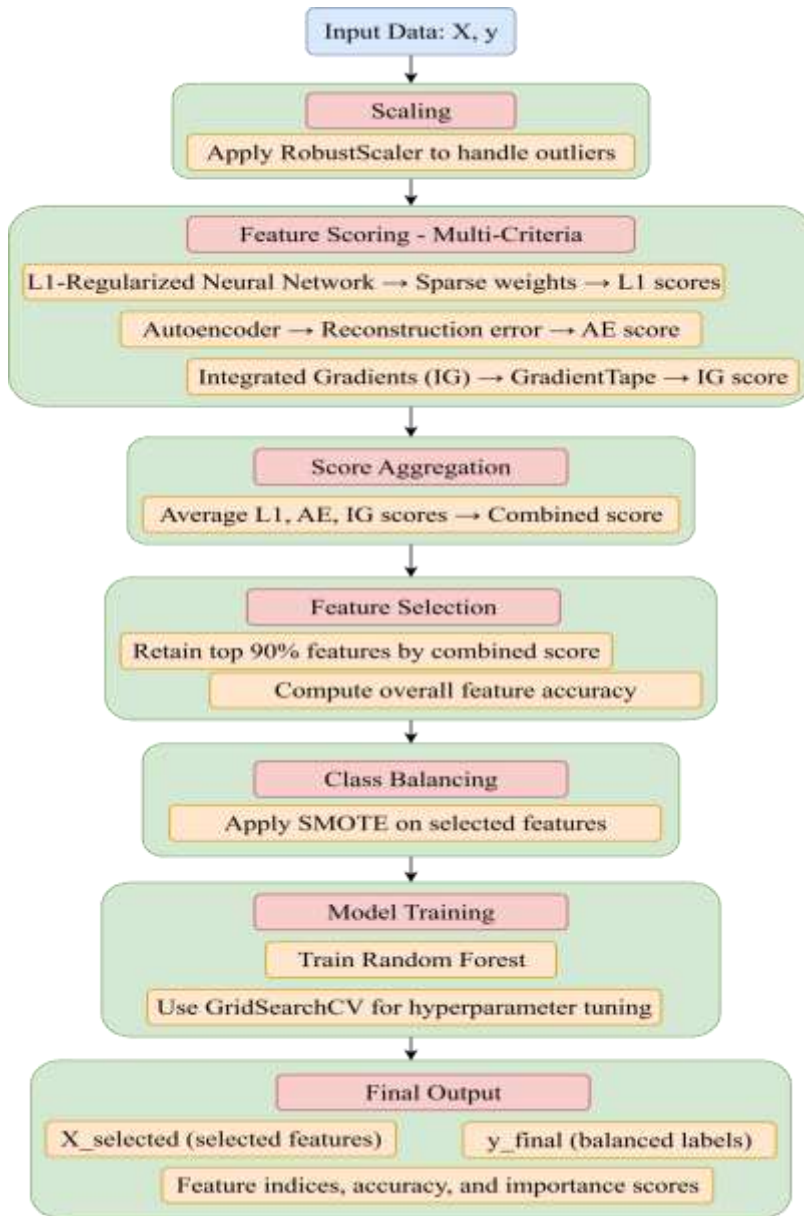 Input Data: X, y
Scaling
Apply RobustScaler to handle outliers
Feature Scoring - Multi-Criteria
L1-Regularized Neural Network → Sparse weights → L1 scores
Autoencoder → Reconstruction error → AE score
Integrated Gradients (IG) → GradientTape → IG score
Score Aggregation
Average L1, AE, IG scores → Combined score
Feature Selection
Retain top 90% features by combined score
Compute overall feature accuracy
Class Balancing
Apply SMOTE on selected features
Model Training
Train Random Forest
Use GridSearchCV for hyperparameter tuning
Final Output
X_selected (selected features)
y_final (balanced labels)
Feature indices, accuracy, and importance scores